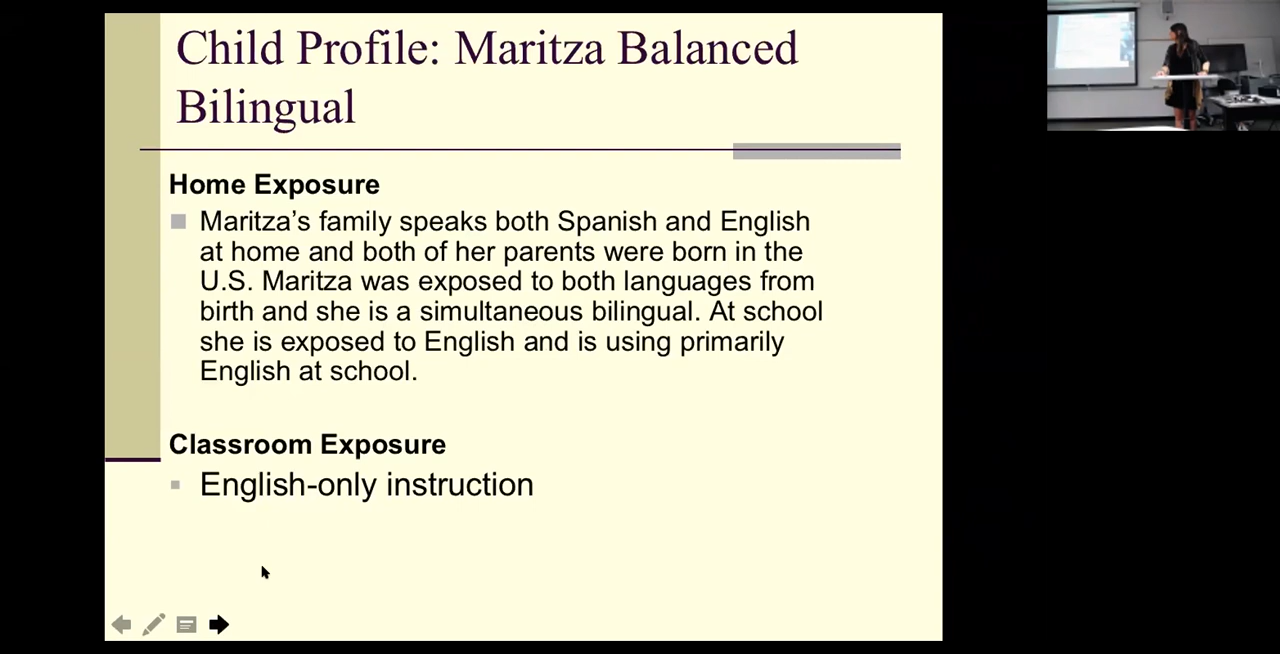 Child Profile: Maritza Balanced
Bilingual
Home Exposure
Maritza’s family speaks both Spanish and English
at home and both of her parents were born in the
U.S. Maritza was exposed to both languages from
birth and she is a simultaneous bilingual. At school
she is exposed to English and is using primarily
English at school.
Classroom Exposure
English-only instruction